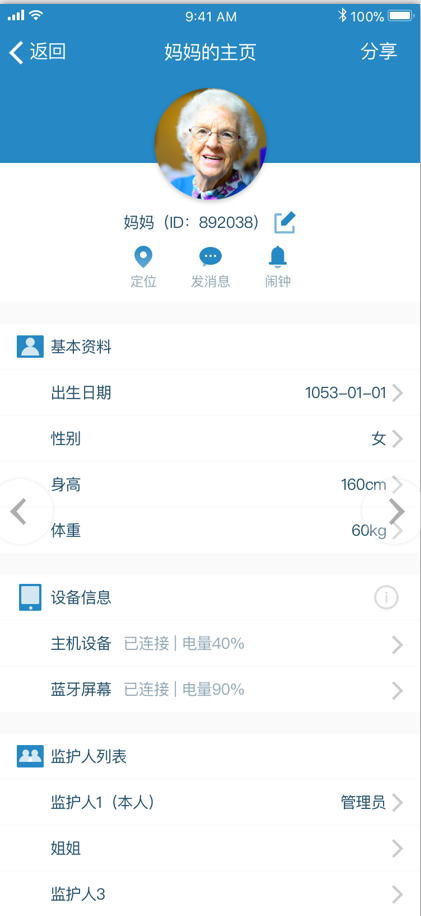 9:41 AM 100%
返回 妈妈的主页 分享
妈妈（ID：892038）
定位 发消息 闹钟
基本资料
出生日期 1053-01-01
性别 女
身高 160cm
体重 60kg
设备信息
主机设备 已连接 | 电量40%
蓝牙屏幕 已连接 | 电量90%
监护人列表
监护人1（本人） 管理员
姐姐
监护人3